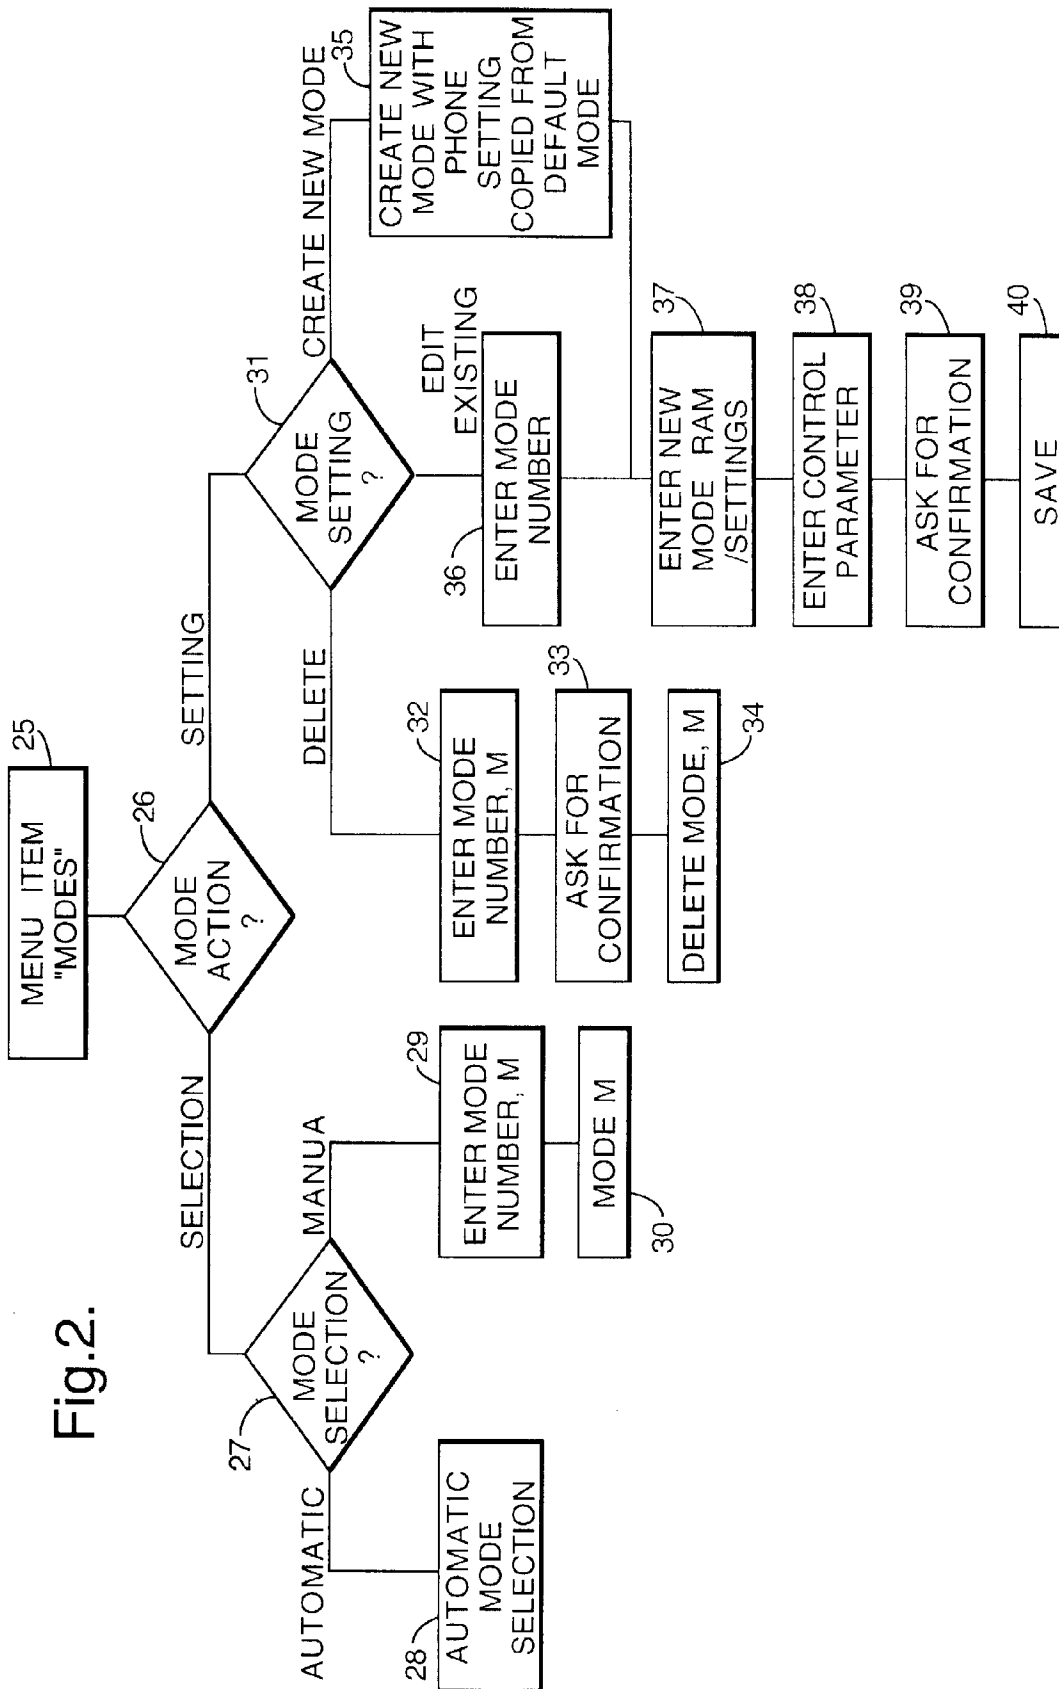 Fig.2.
MENU ITEM
"MODES"
25
MODE
ACTION
?
26
SELECTION
SETTING
MODE
SELECTION
?
27
AUTOMATIC
MANUA
AUTOMATIC
MODE
SELECTION
28
ENTER MODE
NUMBER, M
29
MODE M
30
MODE
SETTING
?
31
DELETE
EDIT
EXISTING
CREATE NEW MODE
ENTER MODE
NUMBER, M
32
ASK FOR
CONFIRMATION
33
DELETE MODE, M
34
CREATE NEW
MODE WITH
PHONE
SETTING
COPIED FROM
DEFAULT
MODE
35
ENTER MODE
NUMBER
36
ENTER NEW
MODE RAM
/SETTINGS
37
ENTER CONTROL
PARAMETER
38
ASK FOR
CONFIRMATION
39
SAVE
40